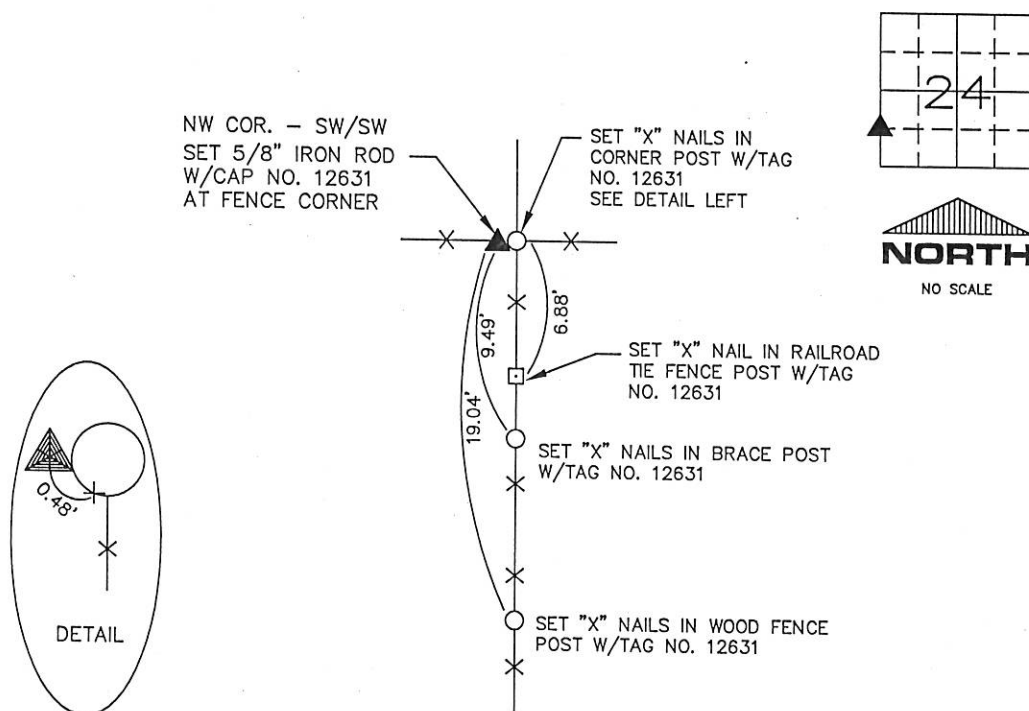 24
NORTH
NO SCALE
NW COR. - SW/SW
SET 5/8" IRON ROD
W/CAP NO. 12631
AT FENCE CORNER
SET "X" NAILS IN
CORNER POST W/TAG
NO. 12631
SEE DETAIL LEFT
6.88'
9.49'
19.04'
SET "X" NAIL IN RAILROAD
TIE FENCE POST W/TAG
NO. 12631
SET "X" NAILS IN BRACE POST
W/TAG NO. 12631
SET "X" NAILS IN WOOD FENCE
POST W/TAG NO. 12631
0.48'
DETAIL